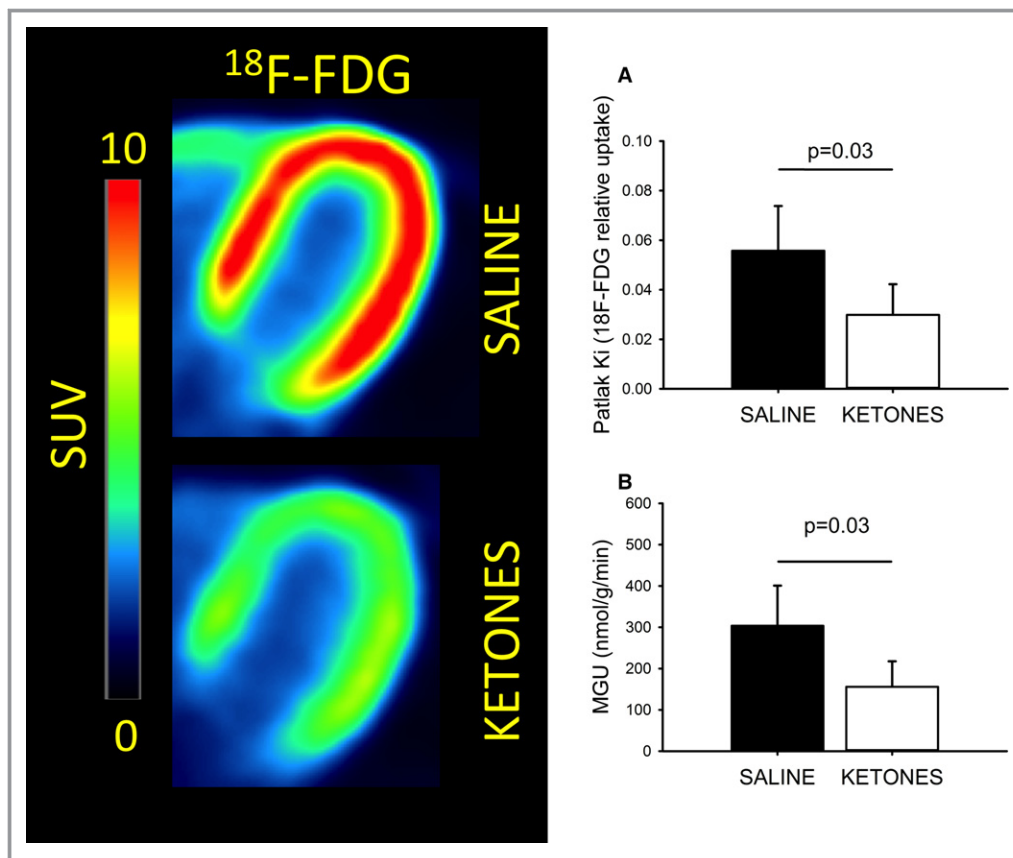 ¹⁸F-FDG
10
SUV
0
SALINE
KETONES
A
Patlak Ki (18F-FDG relative uptake)
0.10
0.08
0.06
0.04
0.02
0.00
p=0.03
SALINE KETONES
B
MGU (nmol/g/min)
600
500
400
300
200
100
0
p=0.03
SALINE KETONES